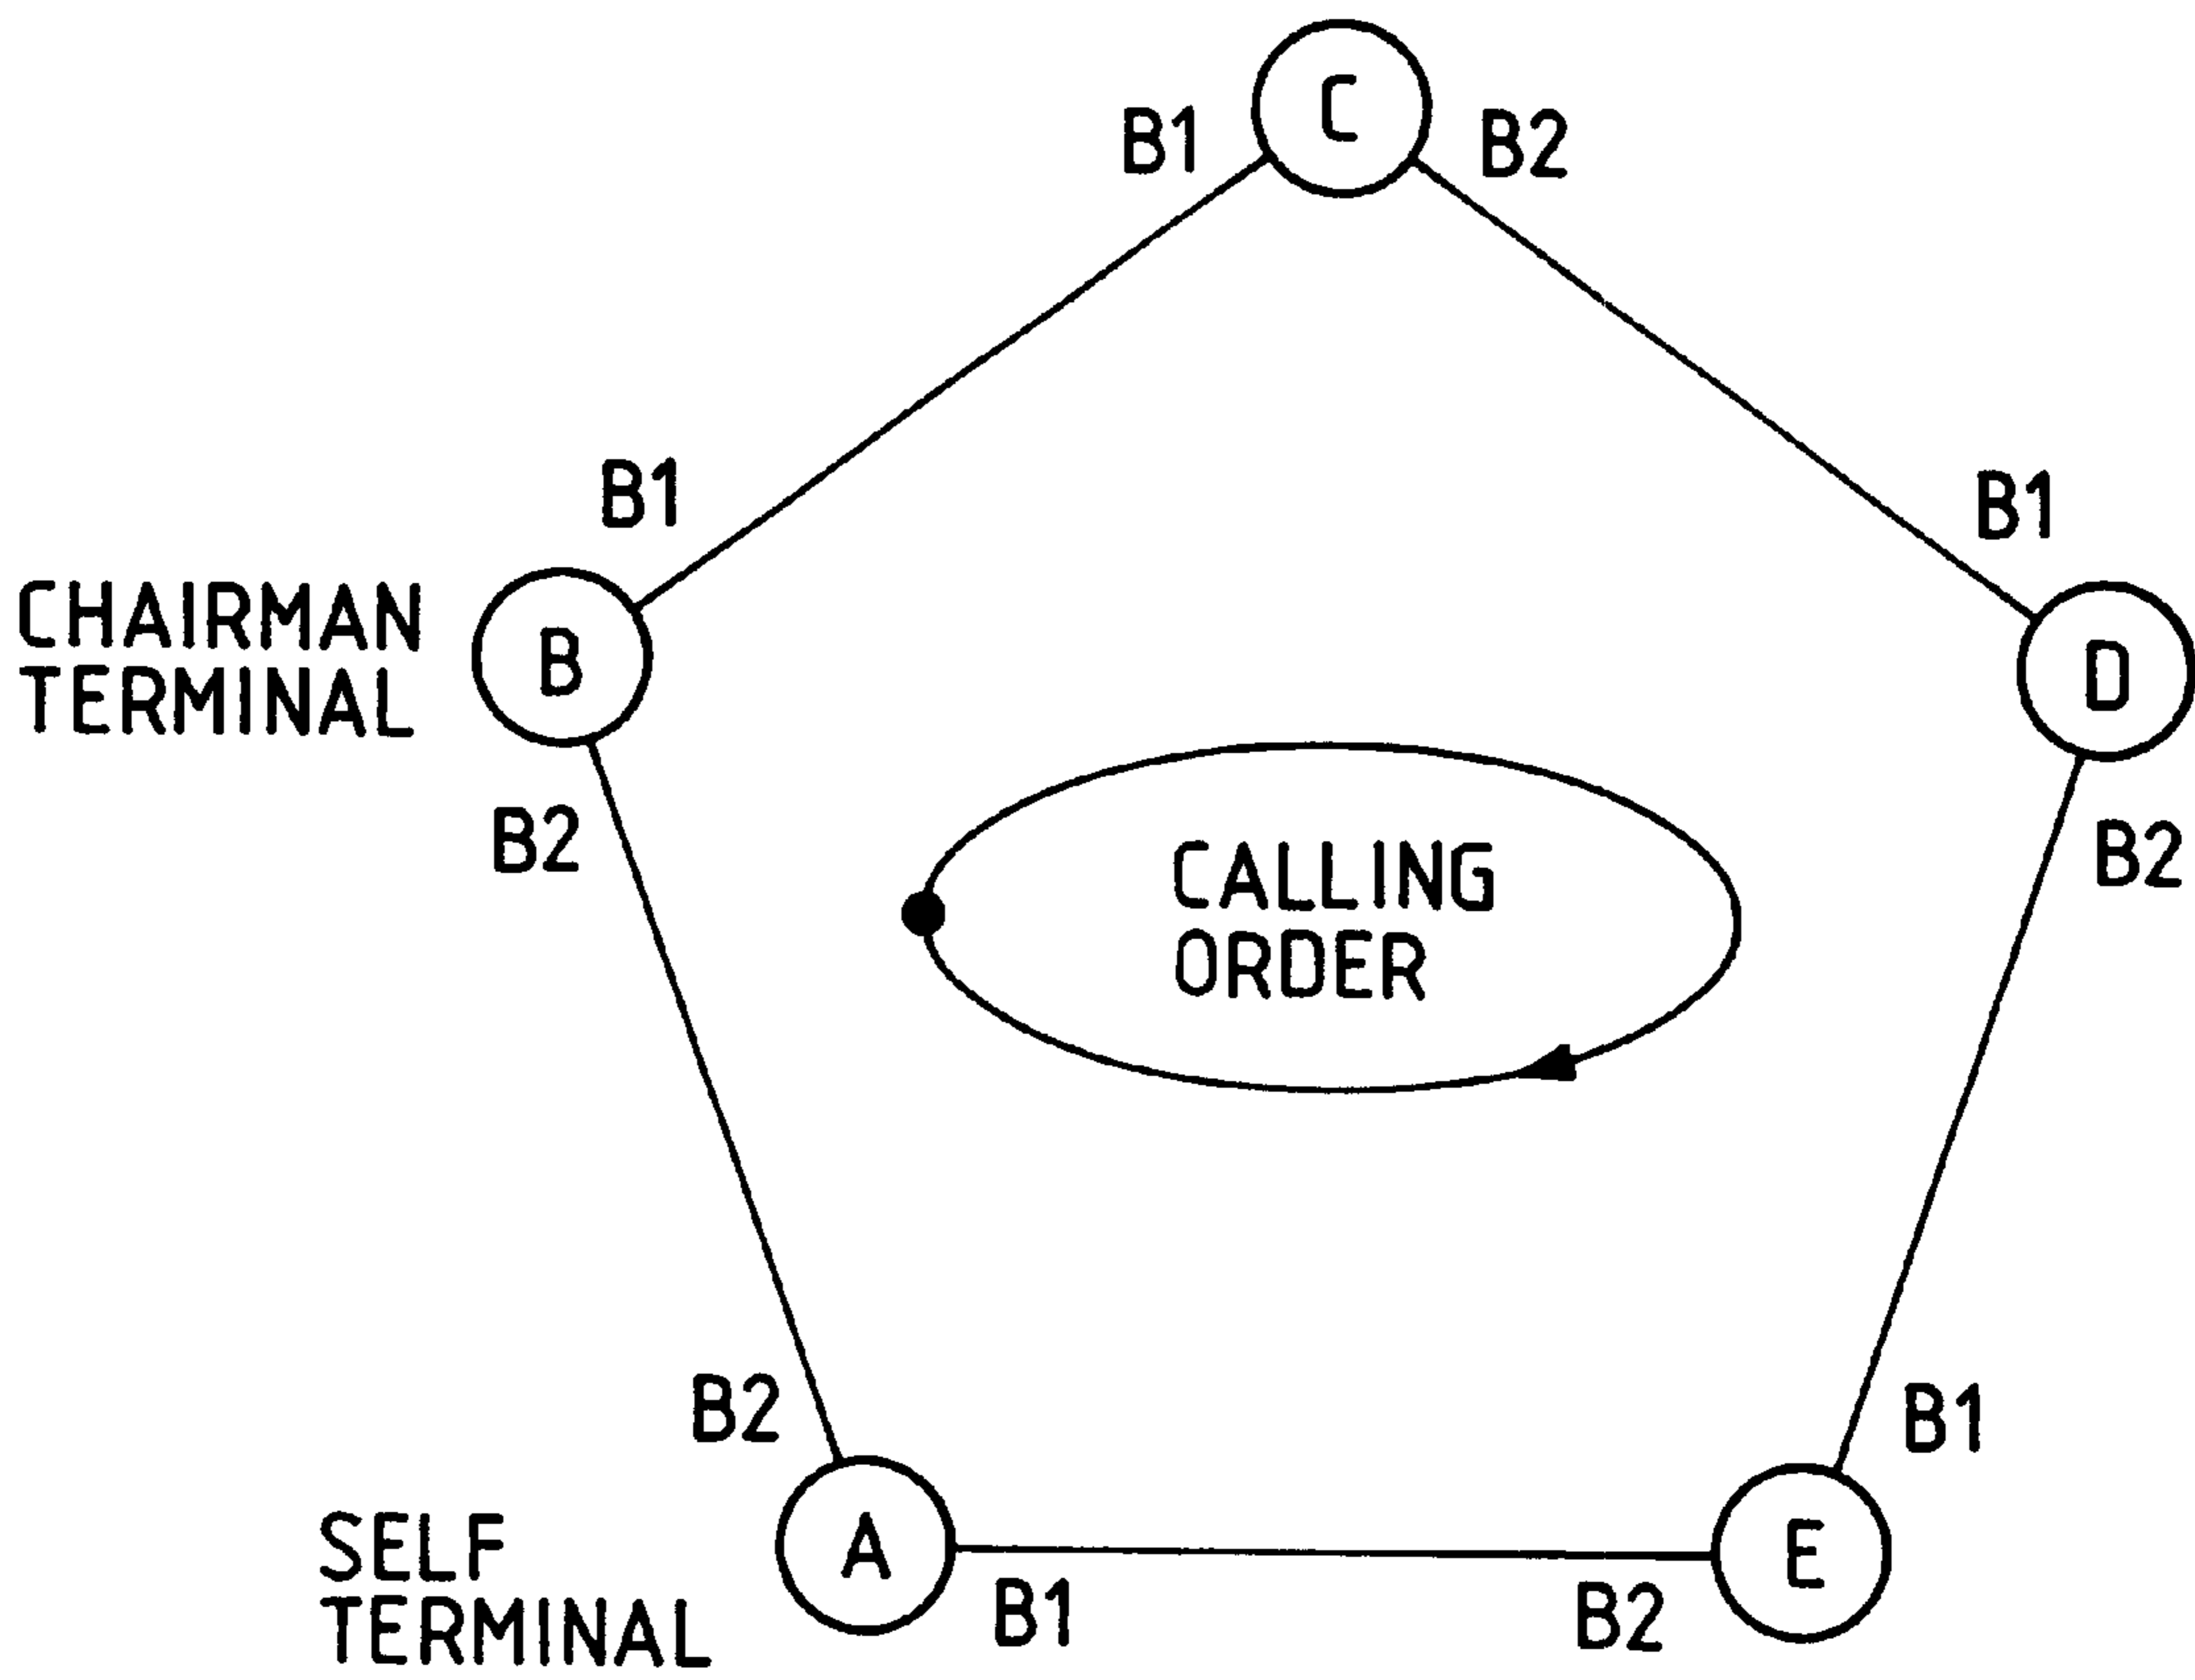 C
B1
B2
B1
B1
CHAIRMAN
TERMINAL
B
D
B2
B2
CALLING
ORDER
B2
B1
SELF
TERMINAL
A
E
B1
B2